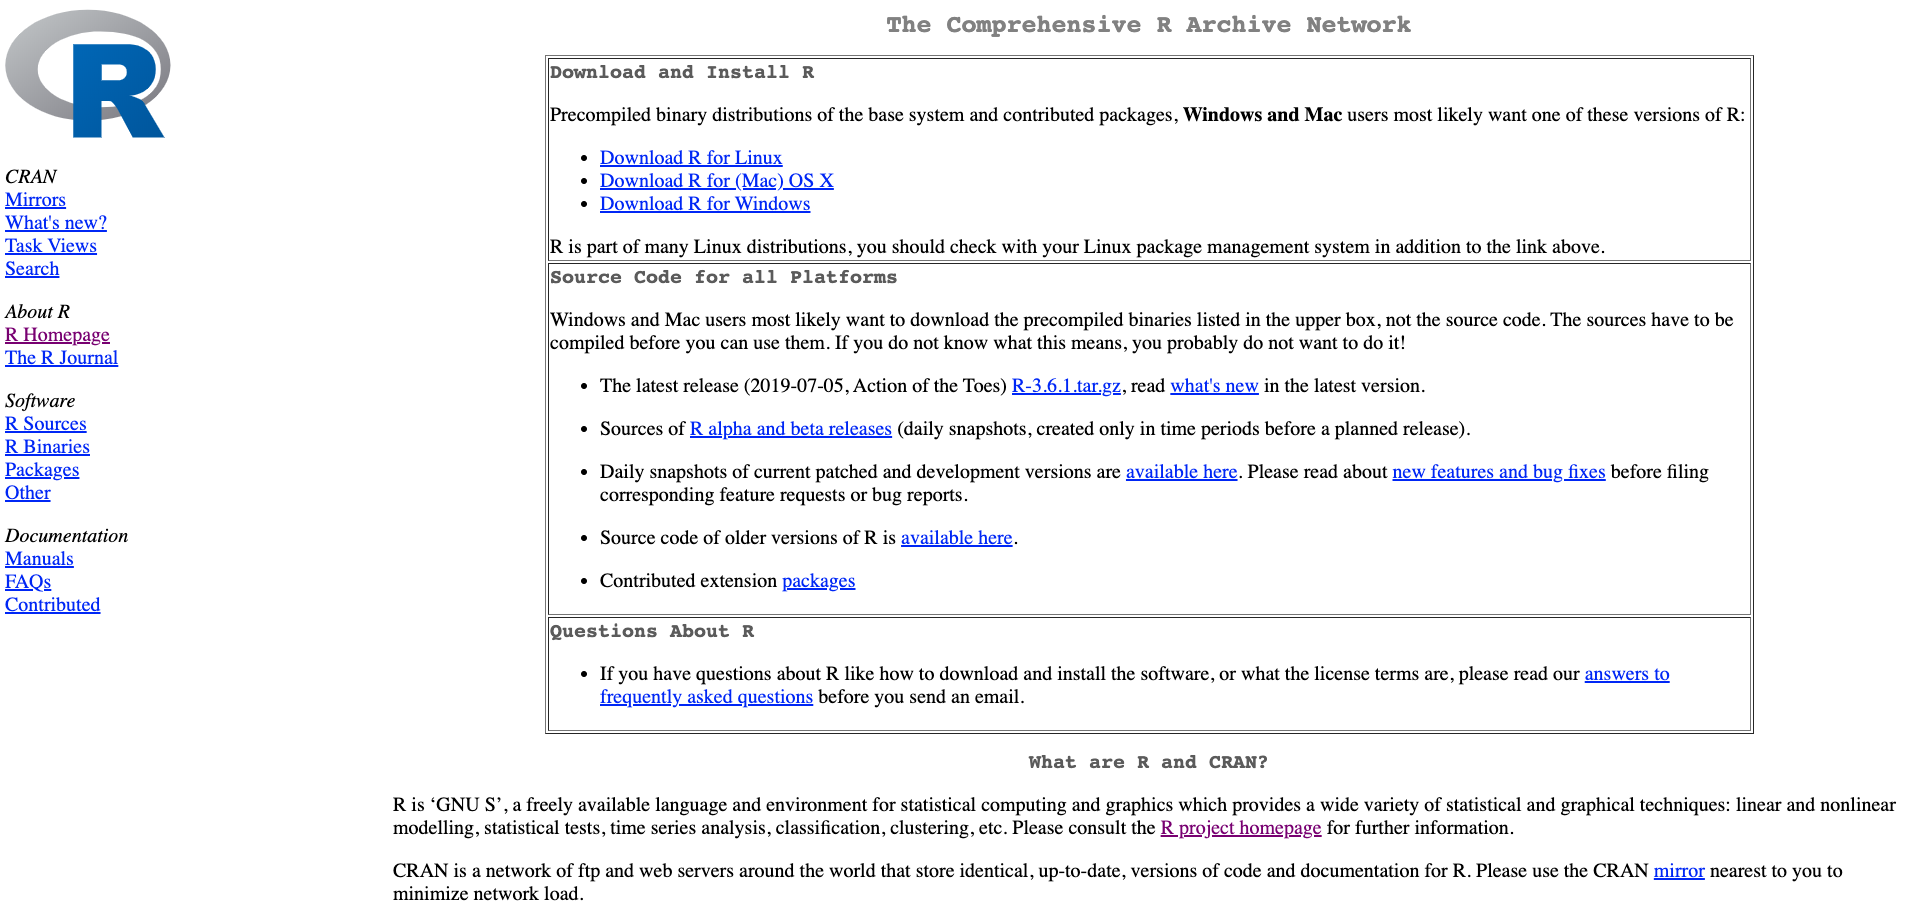 R
CRAN
Mirrors
What's new?
Task Views
Search
About R
R Homepage
The R Journal
Software
R Sources
R Binaries
Packages
Other
Documentation
Manuals
FAQs
Contributed
The Comprehensive R Archive Network
Download and Install R
Precompiled binary distributions of the base system and contributed packages, Windows and Mac users most likely want one of these versions of R:
• Download R for Linux
• Download R for (Mac) OS X
• Download R for Windows
R is part of many Linux distributions, you should check with your Linux package management system in addition to the link above.
Source Code for all Platforms
Windows and Mac users most likely want to download the precompiled binaries listed in the upper box, not the source code. The sources have to be
compiled before you can use them. If you do not know what this means, you probably do not want to do it!
• The latest release (2019-07-05, Action of the Toes) R-3.6.1.tar.gz, read what's new in the latest version.
• Sources of R alpha and beta releases (daily snapshots, created only in time periods before a planned release).
• Daily snapshots of current patched and development versions are available here. Please read about new features and bug fixes before filing
corresponding feature requests or bug reports.
• Source code of older versions of R is available here.
• Contributed extension packages
Questions About R
• If you have questions about R like how to download and install the software, or what the license terms are, please read our answers to
frequently asked questions before you send an email.
What are R and CRAN?
R is ‘GNU S’, a freely available language and environment for statistical computing and graphics which provides a wide variety of statistical and graphical techniques: linear and nonlinear
modelling, statistical tests, time series analysis, classification, clustering, etc. Please consult the R project homepage for further information.
CRAN is a network of ftp and web servers around the world that store identical, up-to-date, versions of code and documentation for R. Please use the CRAN mirror nearest to you to
minimize network load.